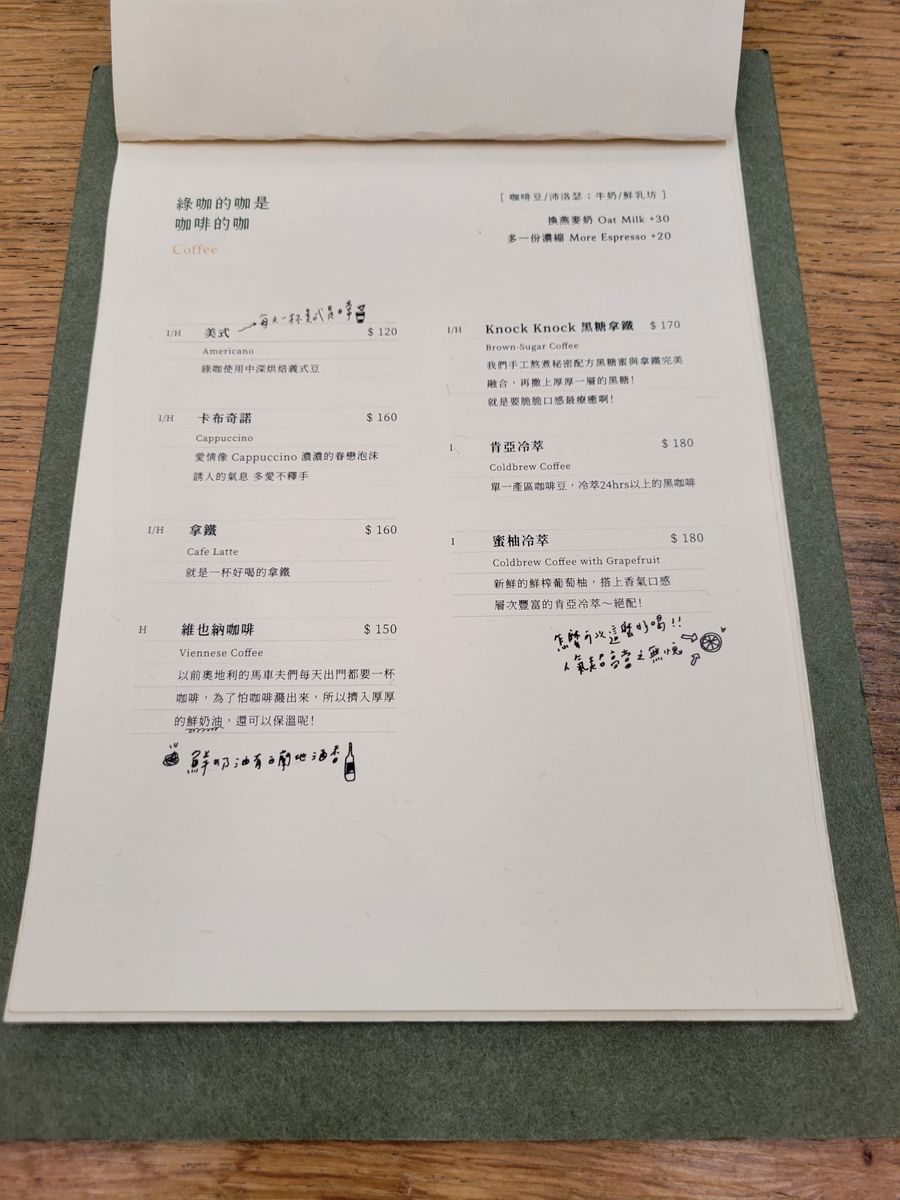 綠咖的咖是
咖啡的咖
Coffee
[ 咖啡豆/沛洛瑟；牛奶/鮮乳坊 ]
換燕麥奶 Oat Milk +30
多一份濃縮 More Espresso +20
每天一杯美式是日常
I/H 美式 $ 120
Americano
綠咖使用中深烘焙義式豆
I/H 卡布奇諾 $ 160
Cappuccino
愛情像 Cappuccino 濃濃的眷戀泡沫
誘人的氣息 多愛不釋手
I/H 拿鐵 $ 160
Cafe Latte
就是一杯好喝的拿鐵
H 維也納咖啡 $ 150
Viennese Coffee
以前奧地利的馬車夫們每天出門都要一杯
咖啡，為了怕咖啡濺出來，所以擠入厚厚
的鮮奶油，還可以保溫呢!
鮮奶油有白蘭地酒香
I/H Knock Knock 黑糖拿鐵 $ 170
Brown-Sugar Coffee
我們手工熬煮秘密配方黑糖蜜與拿鐵完美
融合，再撒上厚厚一層的黑糖!
就是要脆脆口感最療癒啊!
I 肯亞冷萃 $ 180
Coldbrew Coffee
單一產區咖啡豆，冷萃24hrs以上的黑咖啡
I 蜜柚冷萃 $ 180
Coldbrew Coffee with Grapefruit
新鮮的鮮榨葡萄柚，搭上香氣口感
層次豐富的肯亞冷萃～絕配!
怎麼可以這麼好喝!!
人氣超高當之無愧